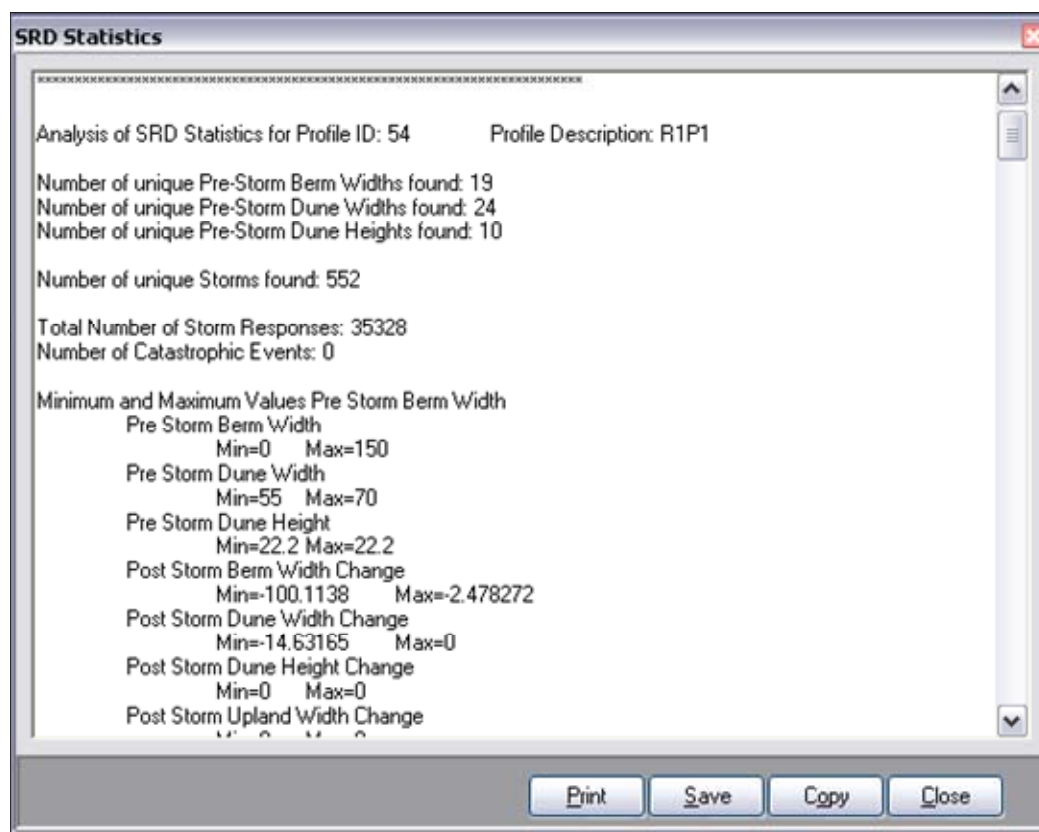 SRD Statistics
Analysis of SRD Statistics for Profile ID: 54 Profile Description: R1P1
Number of unique Pre-Storm Berm Widths found: 19
Number of unique Pre-Storm Dune Widths found: 24
Number of unique Pre-Storm Dune Heights found: 10
Number of unique Storms found: 552
Total Number of Storm Responses: 35328
Number of Catastrophic Events: 0
Minimum and Maximum Values Pre Storm Berm Width
Pre Storm Berm Width
Min=0 Max=150
Pre Storm Dune Width
Min=55 Max=70
Pre Storm Dune Height
Min=22.2 Max=22.2
Post Storm Berm Width Change
Min=-100.1138 Max=-2.478272
Post Storm Dune Width Change
Min=-14.63165 Max=0
Post Storm Dune Height Change
Min=0 Max=0
Post Storm Upland Width Change
Print Save Copy Close